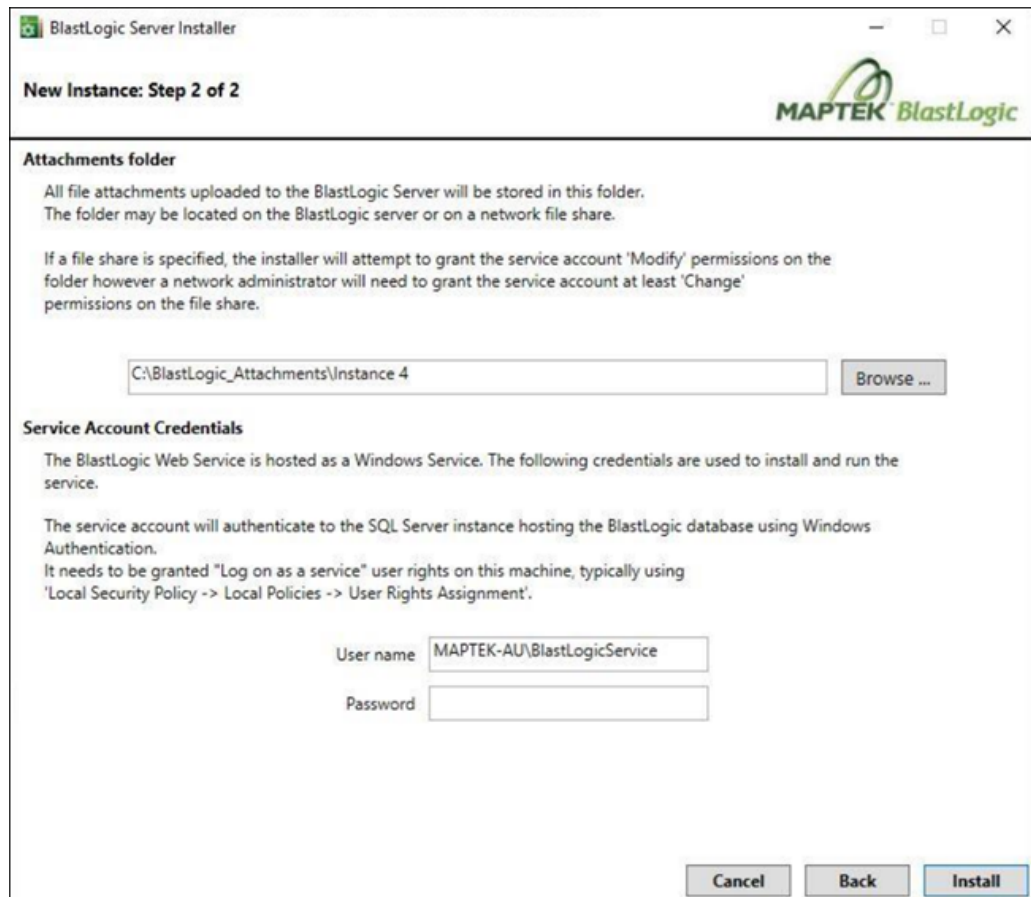 BlastLogic Server Installer
New Instance: Step 2 of 2
MAPTEK BlastLogic
Attachments folder
All file attachments uploaded to the BlastLogic Server will be stored in this folder.
The folder may be located on the BlastLogic server or on a network file share.
If a file share is specified, the installer will attempt to grant the service account 'Modify' permissions on the
folder however a network administrator will need to grant the service account at least 'Change'
permissions on the file share.
C:\BlastLogic_Attachments\Instance 4
Browse ...
Service Account Credentials
The BlastLogic Web Service is hosted as a Windows Service. The following credentials are used to install and run the
service.
The service account will authenticate to the SQL Server instance hosting the BlastLogic database using Windows
Authentication.
It needs to be granted "Log on as a service" user rights on this machine, typically using
'Local Security Policy -> Local Policies -> User Rights Assignment'.
User name MAPTEK-AU\BlastLogicService
Password
Cancel Back Install